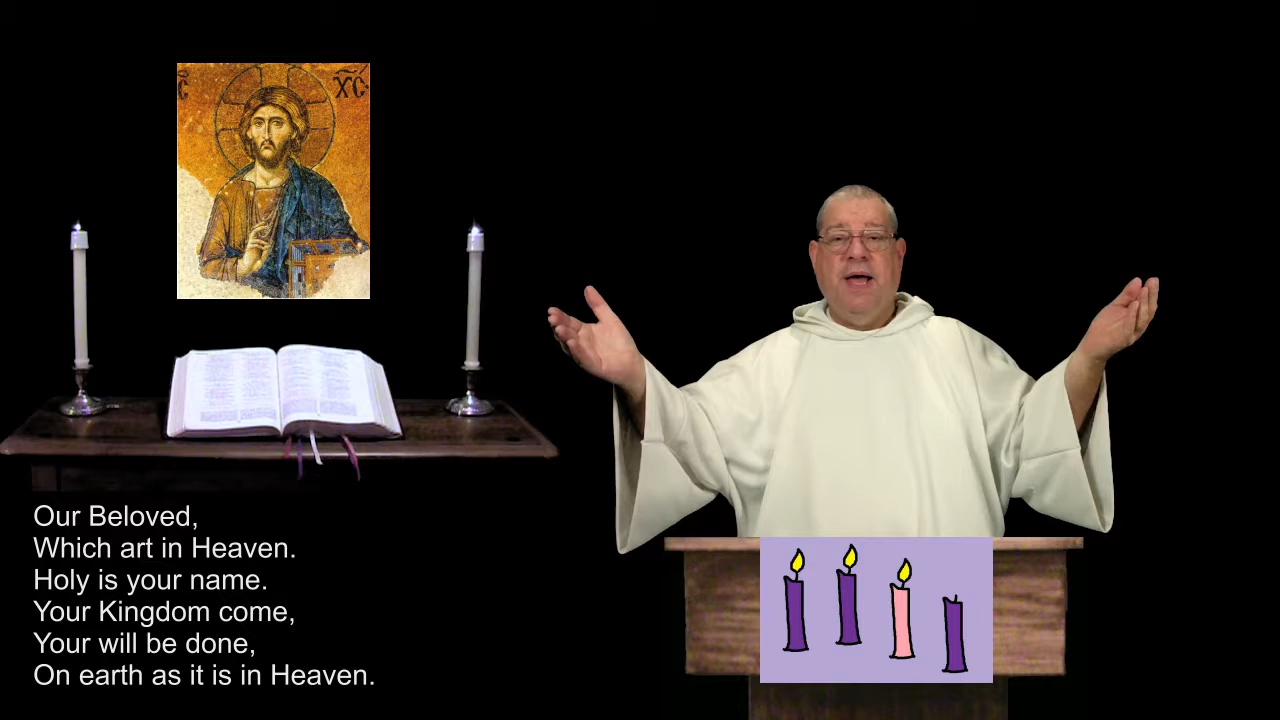 XC
Our Beloved,
Which art in Heaven.
Holy is your name.
Your Kingdom come,
Your will be done,
On earth as it is in Heaven.